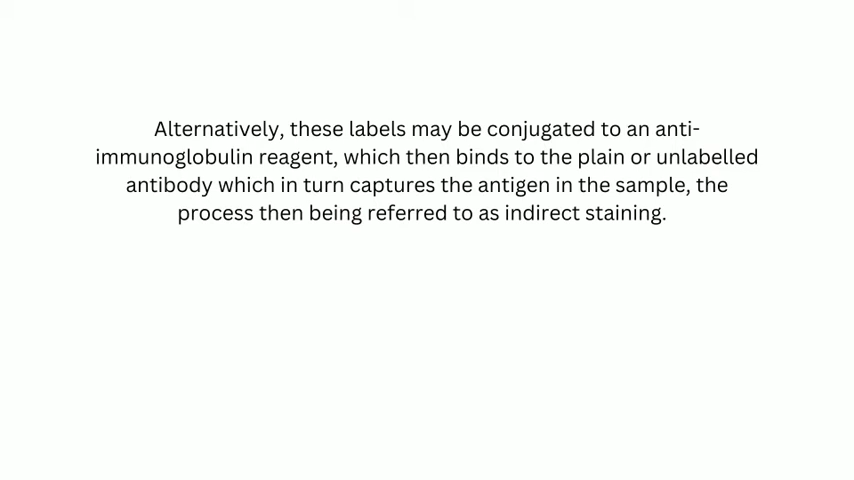 Alternatively, these labels may be conjugated to an anti-
immunoglobulin reagent, which then binds to the plain or unlabelled
antibody which in turn captures the antigen in the sample, the
process then being referred to as indirect staining.